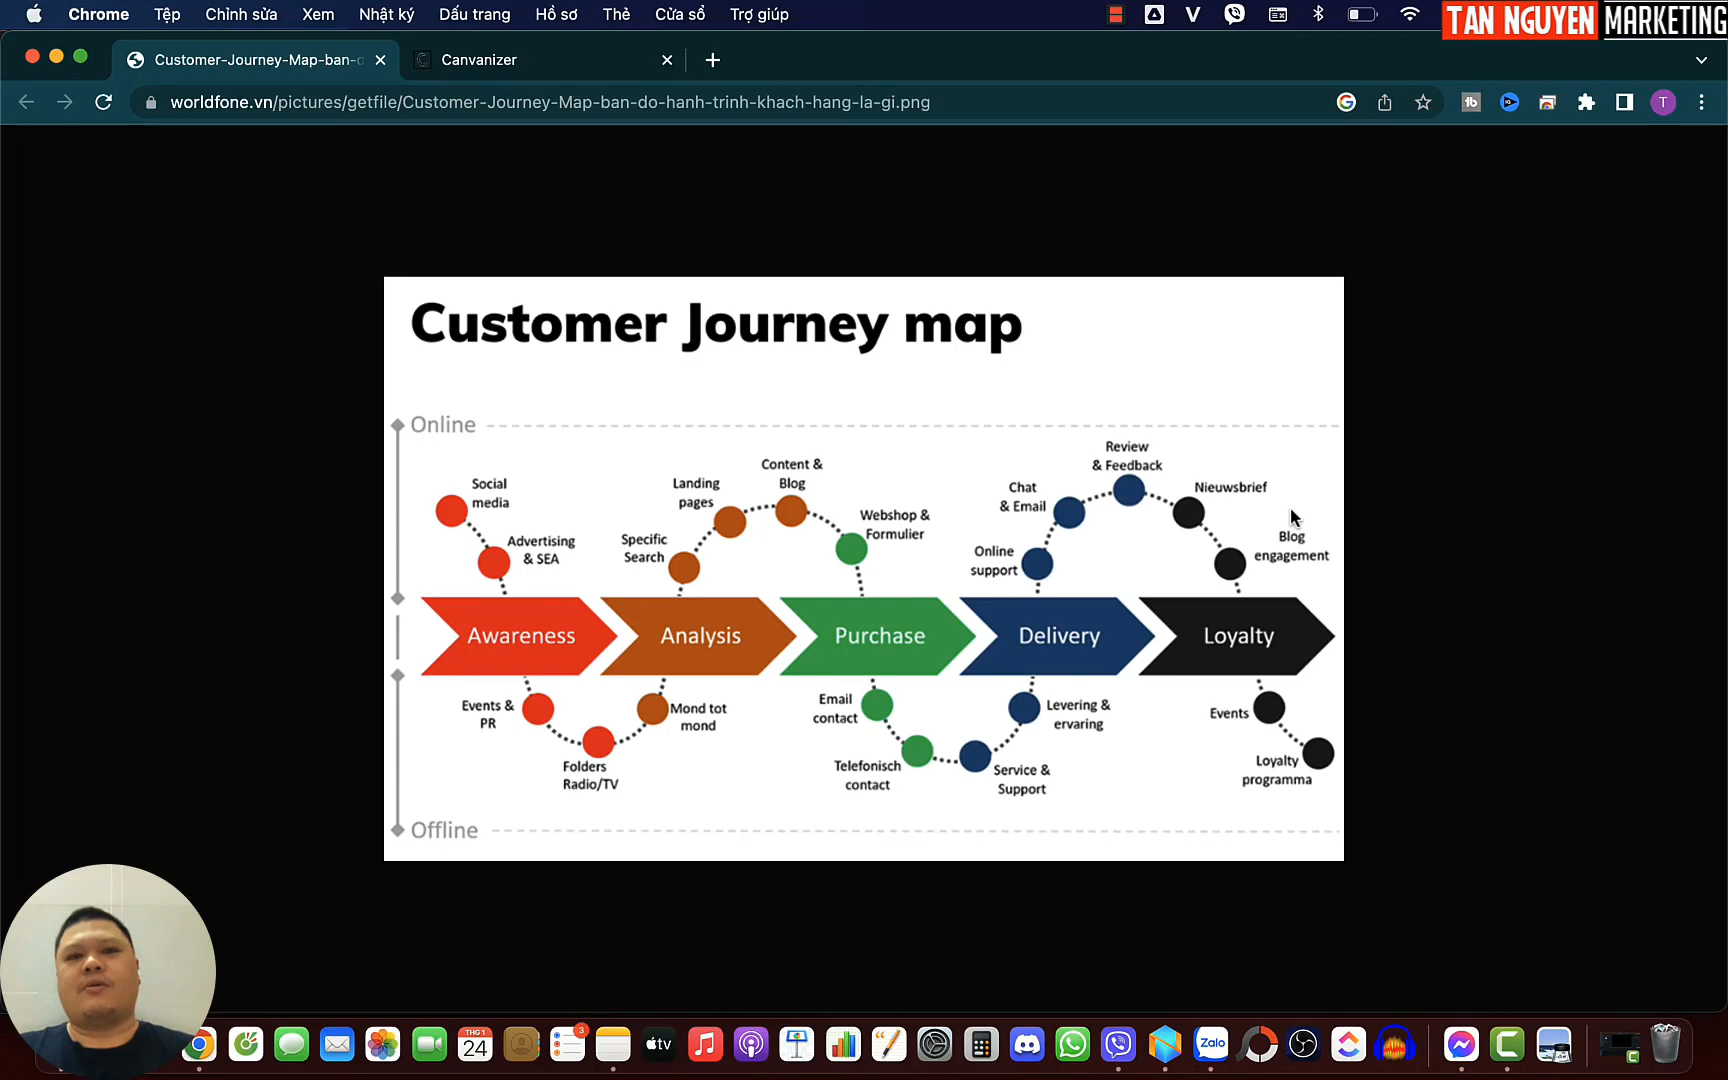 Chrome Tệp Chỉnh sửa Xem Nhật ký Dấu trang Hồ sơ Thẻ Cửa sổ Trợ giúp
TAN NGUYEN MARKETING
Customer-Journey-Map-ban-d
Canvanizer
worldfone.vn/pictures/getfile/Customer-Journey-Map-ban-do-hanh-trinh-khach-hang-la-gi.png
T
Customer Journey map
Online
Social
media
Advertising
& SEA
Specific
Search
Landing
pages
Content &
Blog
Webshop &
Formulier
Online
support
Chat
& Email
Review
& Feedback
Nieuwsbrief
Blog
engagement
Awareness
Analysis
Purchase
Delivery
Loyalty
Events &
PR
Folders
Radio/TV
Mond tot
mond
Email
contact
Telefonisch
contact
Service &
Support
Levering &
ervaring
Events
Loyalty
programma
Offline
THG 1
24
3
tv
Zalo